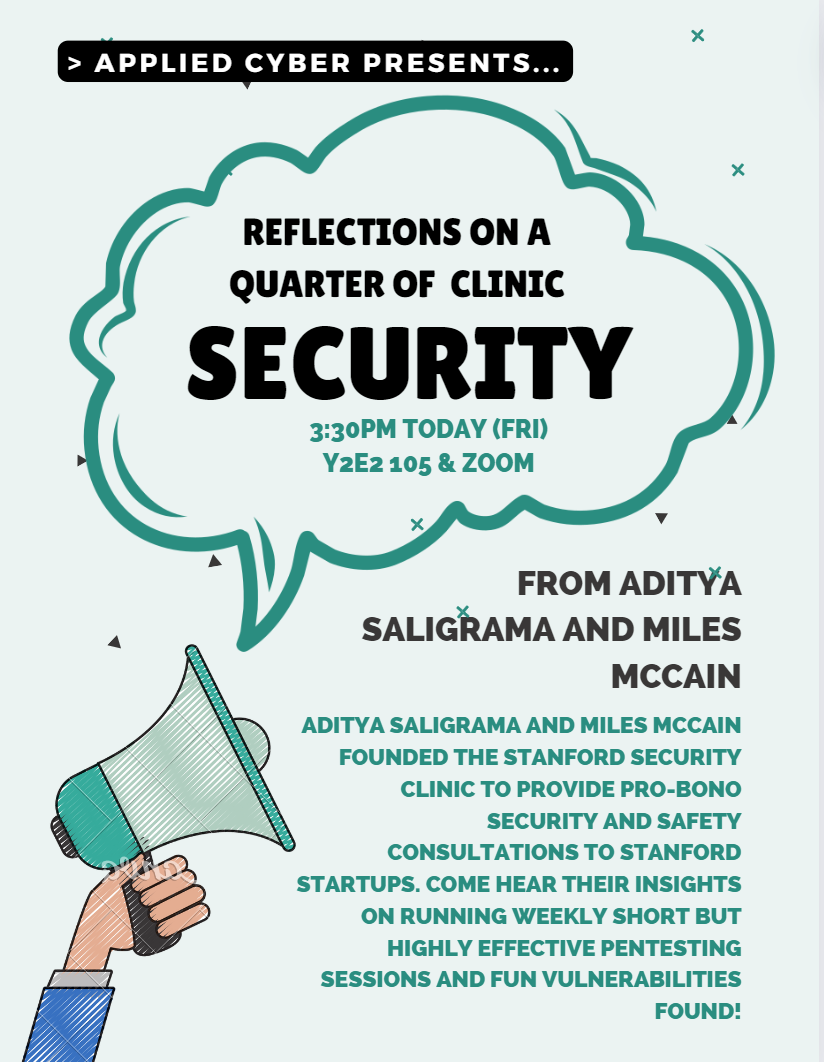 > APPLIED CYBER PRESENTS...
REFLECTIONS ON A
QUARTER OF CLINIC
SECURITY
3:30PM TODAY (FRI)
Y2E2 105 & ZOOM
FROM ADITYA
SALIGRAMA AND MILES
MCCAIN
ADITYA SALIGRAMA AND MILES MCCAIN
FOUNDED THE STANFORD SECURITY
CLINIC TO PROVIDE PRO-BONO
SECURITY AND SAFETY
CONSULTATIONS TO STANFORD
STARTUPS. COME HEAR THEIR INSIGHTS
ON RUNNING WEEKLY SHORT BUT
HIGHLY EFFECTIVE PENTESTING
SESSIONS AND FUN VULNERABILITIES
FOUND!